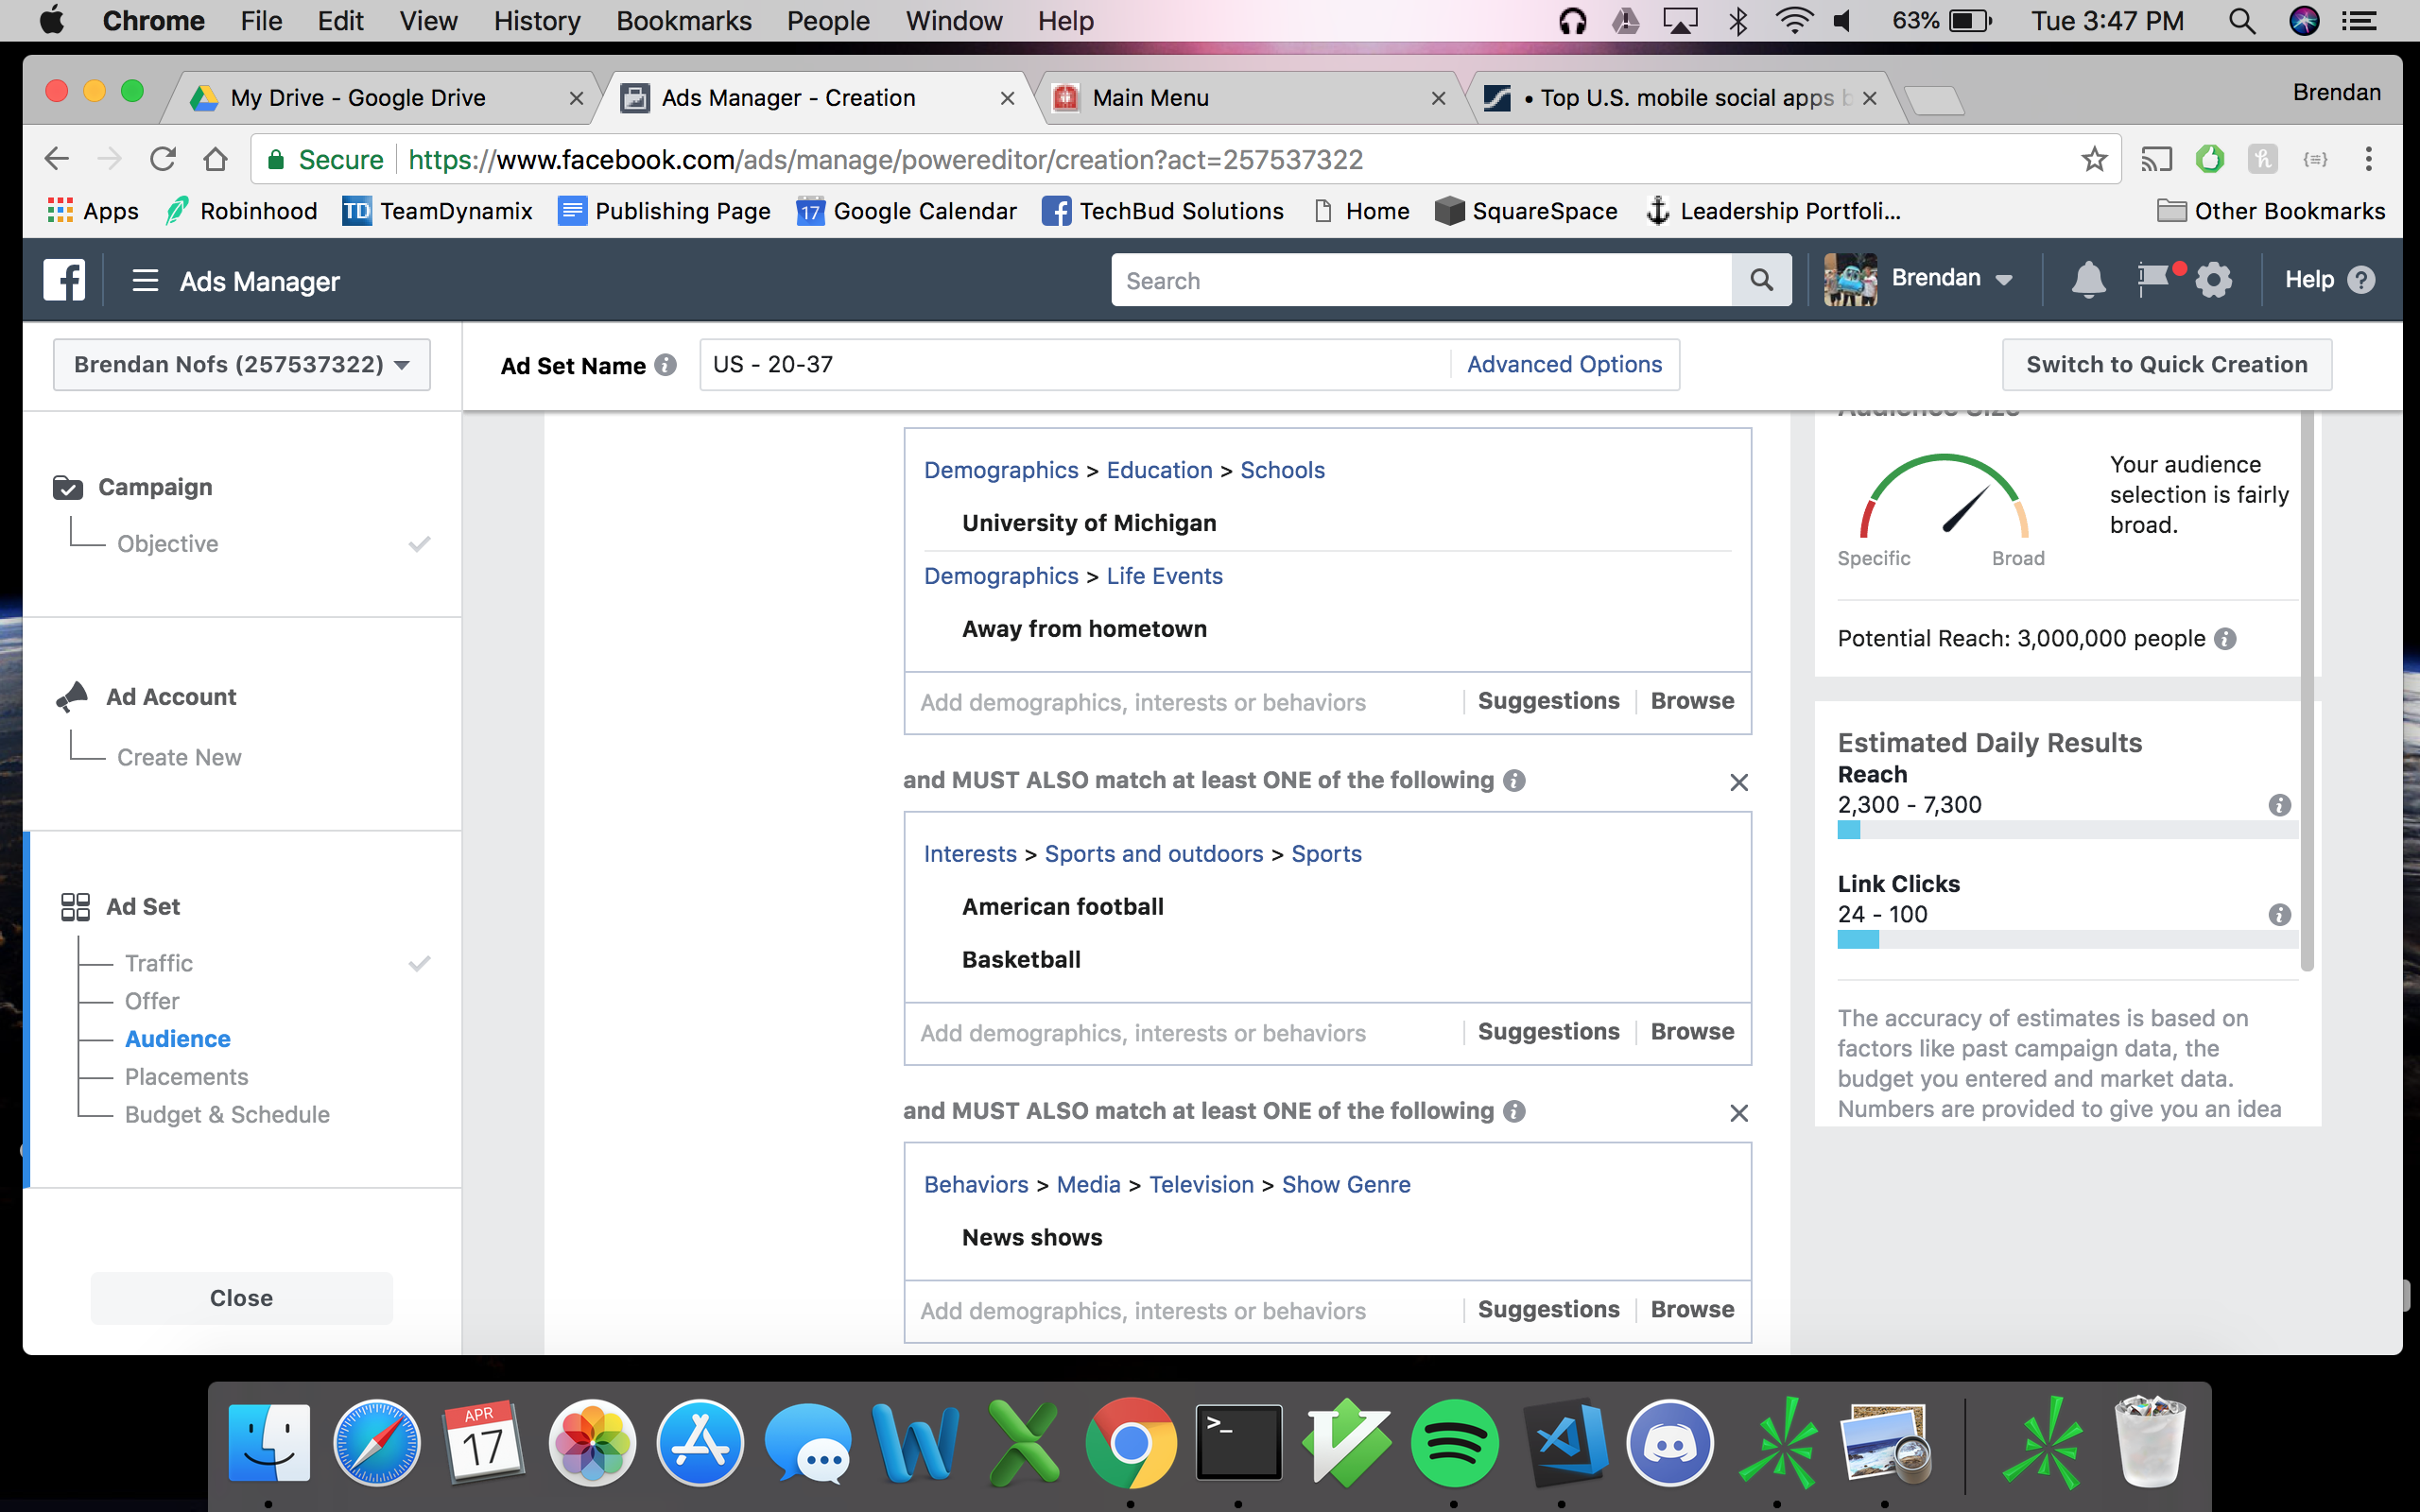 Chrome File Edit View History Bookmarks People Window Help 63% Tue 3:47 PM
My Drive - Google Drive
Ads Manager - Creation
Main Menu
• Top U.S. mobile social apps b
Brendan
Secure https://www.facebook.com/ads/manage/powereditor/creation?act=257537322
Apps Robinhood TD TeamDynamix Publishing Page 17 Google Calendar TechBud Solutions Home SquareSpace Leadership Portfoli... Other Bookmarks
Ads Manager
Search
Brendan
Help ?
Brendan Nofs (257537322)
Ad Set Name US - 20-37 Advanced Options
Switch to Quick Creation
Campaign
Objective
Ad Account
Create New
Ad Set
Traffic
Offer
Audience
Placements
Budget & Schedule
Close
Demographics > Education > Schools
University of Michigan
Demographics > Life Events
Away from hometown
Add demographics, interests or behaviors Suggestions Browse
and MUST ALSO match at least ONE of the following
Interests > Sports and outdoors > Sports
American football
Basketball
Add demographics, interests or behaviors Suggestions Browse
and MUST ALSO match at least ONE of the following
Behaviors > Media > Television > Show Genre
News shows
Add demographics, interests or behaviors Suggestions Browse
Audience Size
Your audience
selection is fairly
broad.
Specific Broad
Potential Reach: 3,000,000 people
Estimated Daily Results
Reach
2,300 - 7,300
Link Clicks
24 - 100
The accuracy of estimates is based on
factors like past campaign data, the
budget you entered and market data.
Numbers are provided to give you an idea
APR
17